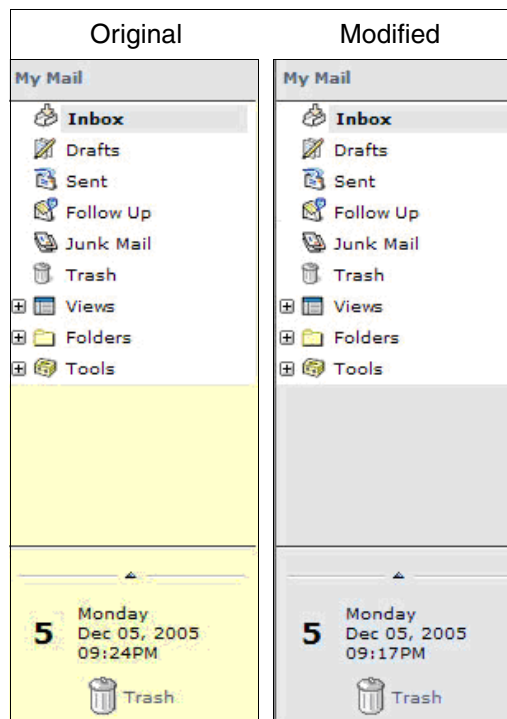 Original
My Mail
Inbox
Drafts
Sent
Follow Up
Junk Mail
Trash
Views
Folders
Tools
5
Monday
Dec 05, 2005
09:24PM
Trash
Modified
My Mail
Inbox
Drafts
Sent
Follow Up
Junk Mail
Trash
Views
Folders
Tools
5
Monday
Dec 05, 2005
09:17PM
Trash